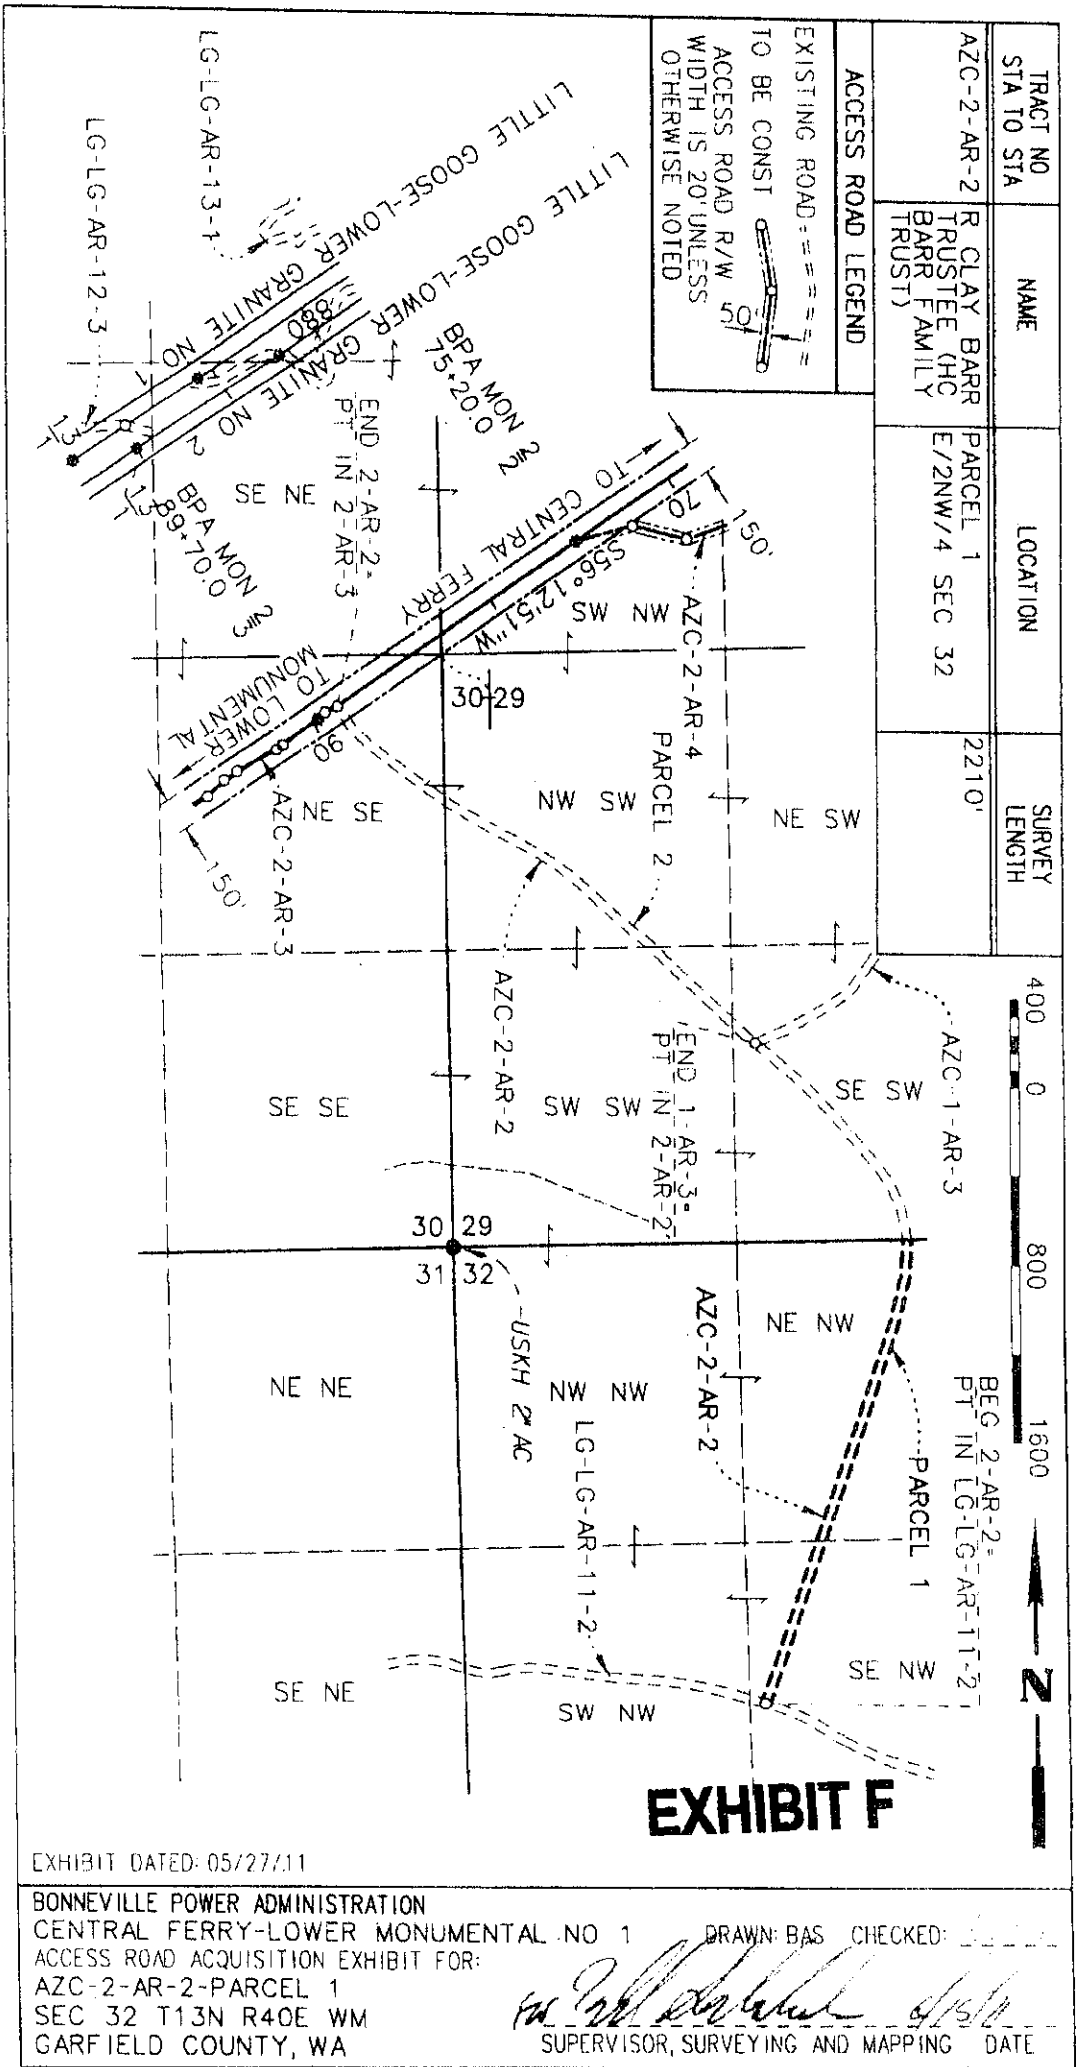 TRACT NO
STA TO STA
NAME
LOCATION
SURVEY
LENGTH
AZC-2-AR-2
R CLAY BARR
TRUSTEE (HC
BARR FAMILY
TRUST)
PARCEL 1
E/2NW/4 SEC 32
2210'
ACCESS ROAD LEGEND
EXISTING ROAD
TO BE CONST
50'
ACCESS ROAD R/W
WIDTH IS 20' UNLESS
OTHERWISE NOTED
400 0 800 1600
N
LITTLE GOOSE-LOWER GRANITE NO 1
LITTLE GOOSE-LOWER GRANITE NO 2
LG-LG-AR-13-1
LG-LG-AR-12-3
880
13
1
13
1
BPA MON 2=2
75+20.0
BPA MON 2=3
89+70.0
END 2-AR-2=
PT IN 2-AR-3
SE NE
TO CENTRAL FERRY
TO LOWER
MONUMENTAL
S56°12'51"W
70
90
150'
150'
SW NW
AZC-2-AR-4
AZC-2-AR-3
30 29
NE SE
NW SW
NE SW
PARCEL 2
AZC-2-AR-2
AZC-1-AR-3
END 1-AR-3=
PT IN 2-AR-2
SE SE
SW SW
SE SW
30 29
31 32
USKH 2" AC
NE NE
NW NW
NE NW
AZC-2-AR-2
PARCEL 1
BEG 2-AR-2=
PT IN LG-LG-AR-11-2
LG-LG-AR-11-2
SE NE
SW NW
SE NW
EXHIBIT F
EXHIBIT DATED: 05/27/11
BONNEVILLE POWER ADMINISTRATION
CENTRAL FERRY-LOWER MONUMENTAL NO 1
DRAWN: BAS CHECKED:
ACCESS ROAD ACQUISITION EXHIBIT FOR:
AZC-2-AR-2-PARCEL 1
SEC 32 T13N R40E WM
GARFIELD COUNTY, WA
SUPERVISOR, SURVEYING AND MAPPING DATE